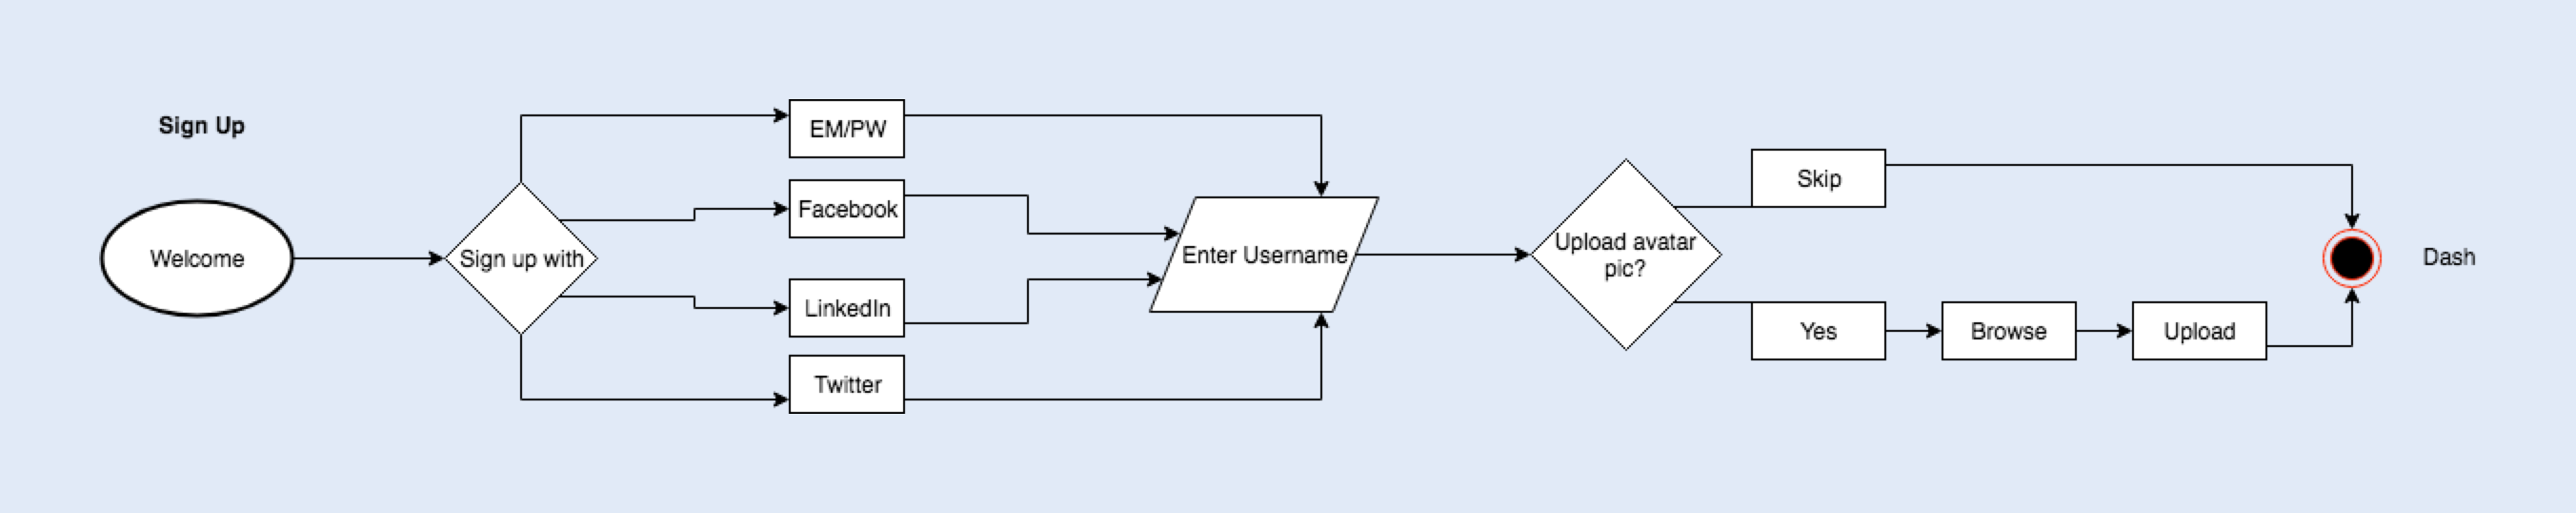 Sign Up
Welcome
Sign up with
EM/PW
Facebook
LinkedIn
Twitter
Enter Username
Upload avatar
pic?
Skip
Yes
Browse
Upload
Dash